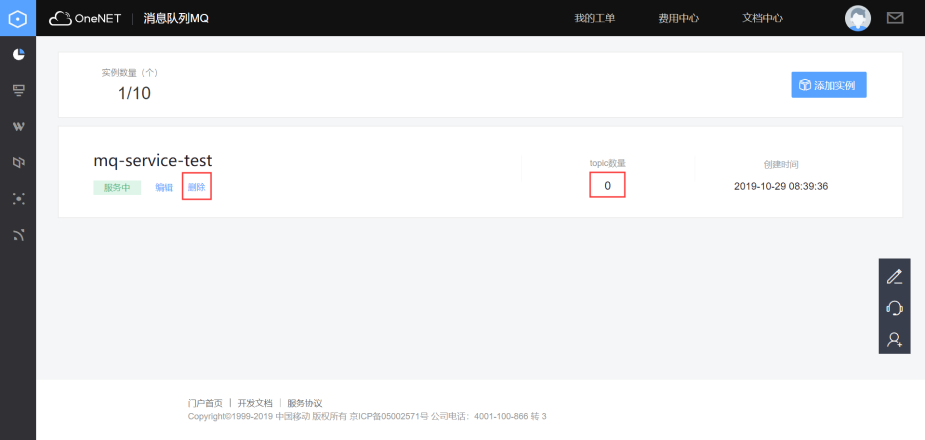 OneNET 消息队列MQ 我的工单 费用中心 文档中心
实例数量（个）
1/10
添加实例
mq-service-test
服务中 编辑 删除
topic数量
0
创建时间
2019-10-29 08:39:36
门户首页 | 开发文档 | 服务协议
Copyright©1999-2019 中国移动 版权所有 京ICP备05002571号 公司电话：4001-100-866 转 3